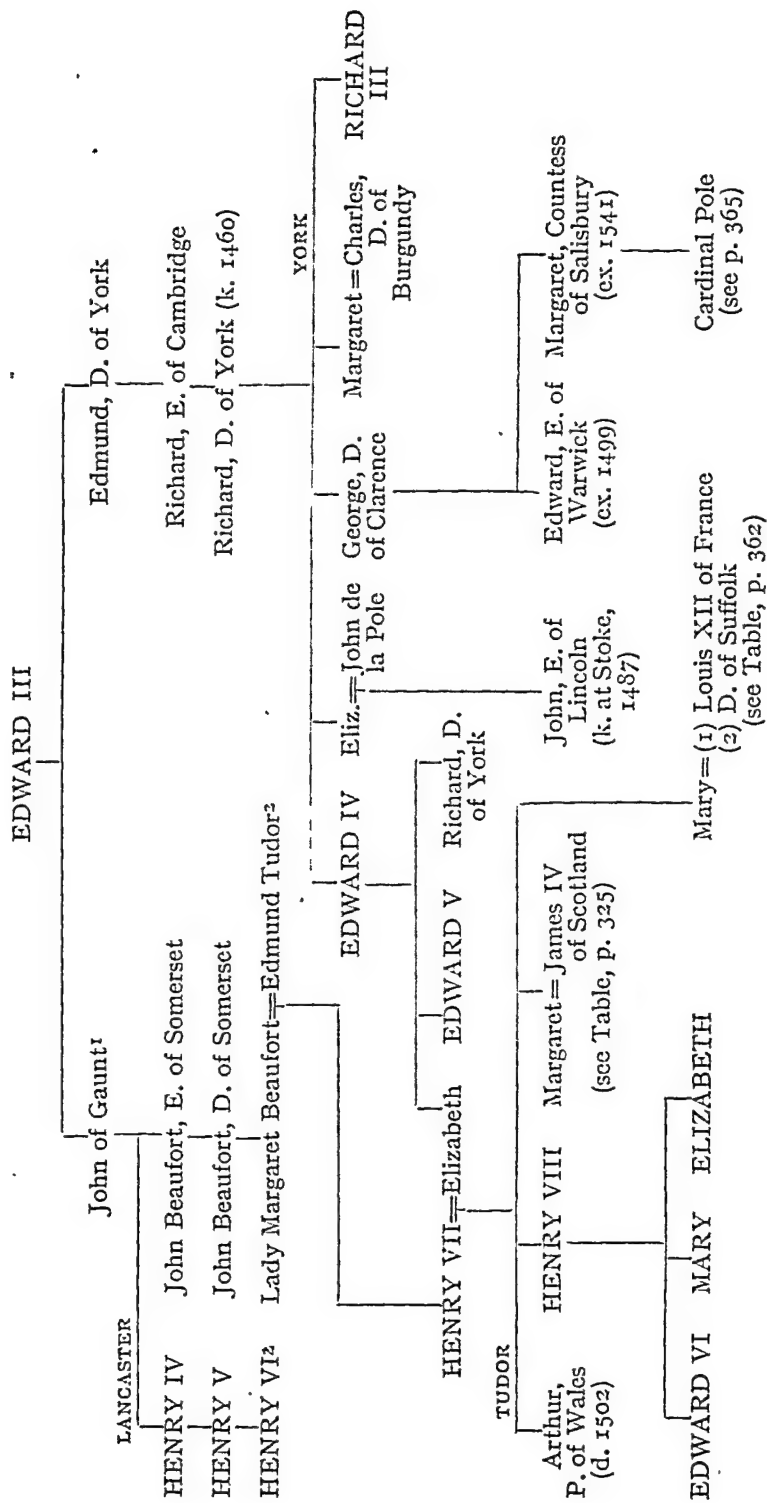 EDWARD III
John of Gaunt¹
Edmund, D. of York
LANCASTER
HENRY IV
John Beaufort, E. of Somerset
Richard, E. of Cambridge
HENRY V
John Beaufort, D. of Somerset
Richard, D. of York (k. 1460)
HENRY VI²
Lady Margaret Beaufort=Edmund Tudor²
YORK
EDWARD IV
Eliz.=John de
la Pole
George, D.
of Clarence
Margaret=Charles,
D. of
Burgundy
RICHARD
III
HENRY VII=Elizabeth
EDWARD V
Richard, D.
of York
TUDOR
Arthur,
P. of Wales
(d. 1502)
HENRY VIII
Margaret=James IV
of Scotland
(see Table, p. 325)
John, E. of
Lincoln
(k. at Stoke,
1487)
Edward, E. of
Warwick
(ex. 1499)
Margaret, Countess
of Salisbury
(ex. 1541)
EDWARD VI
MARY
ELIZABETH
Mary=(1) Louis XII of France
(2) D. of Suffolk
(see Table, p. 362)
Cardinal Pole
(see p. 365)